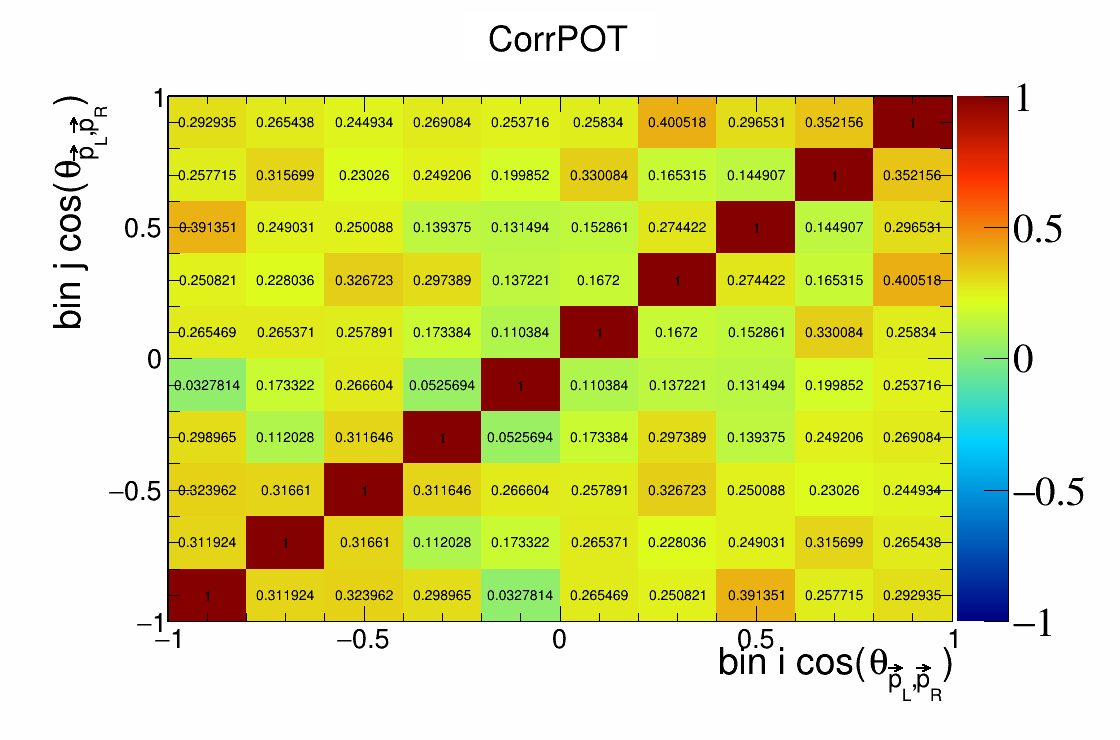 CorrPOT
bin j cos(θ p⃗L,p⃗R)
1
0.5
0
−0.5
−1
0.292935 0.265438 0.244934 0.269084 0.253716 0.25834 0.400518 0.296531 0.352156 1
0.257715 0.315699 0.23026 0.249206 0.199852 0.330084 0.165315 0.144907 1 0.352156
0.391351 0.249031 0.250088 0.139375 0.131494 0.152861 0.274422 1 0.144907 0.296531
0.250821 0.228036 0.326723 0.297389 0.137221 0.1672 1 0.274422 0.165315 0.400518
0.265469 0.265371 0.257891 0.173384 0.110384 1 0.1672 0.152861 0.330084 0.25834
0.0327814 0.173322 0.266604 0.0525694 1 0.110384 0.137221 0.131494 0.199852 0.253716
0.298965 0.112028 0.311646 1 0.0525694 0.173384 0.297389 0.139375 0.249206 0.269084
0.323962 0.31661 1 0.311646 0.266604 0.257891 0.326723 0.250088 0.23026 0.244934
0.311924 1 0.31661 0.112028 0.173322 0.265371 0.228036 0.249031 0.315699 0.265438
1 0.311924 0.323962 0.298965 0.0327814 0.265469 0.250821 0.391351 0.257715 0.292935
−1 −0.5 0 0.5 1
bin i cos(θ p⃗L,p⃗R)
1
0.5
0
−0.5
−1